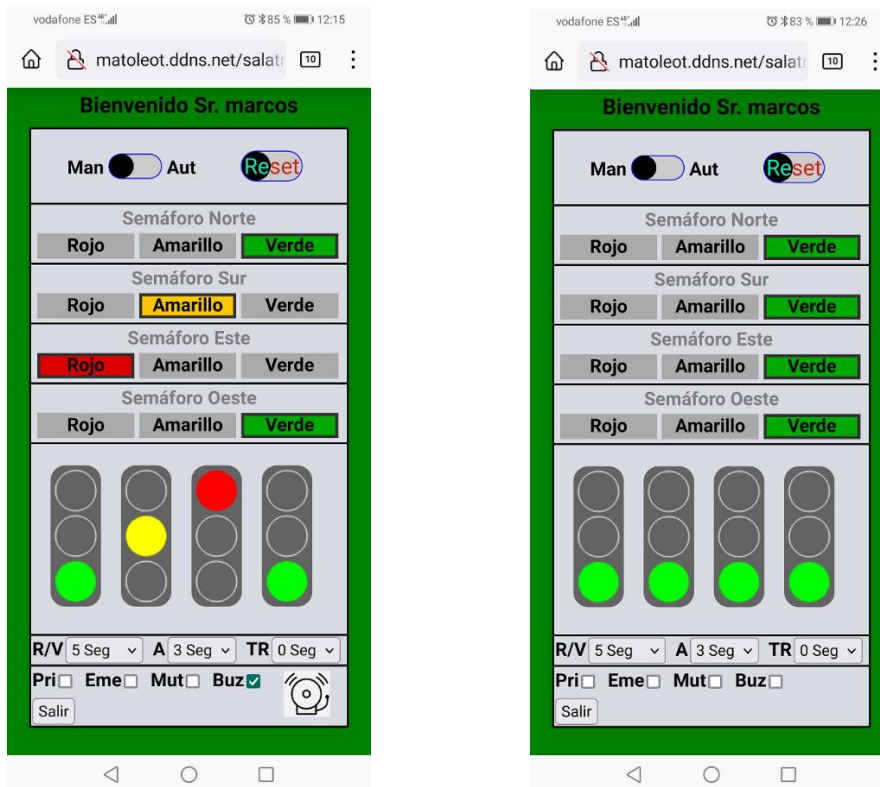 vodafone ES 85 % 12:15
matoleot.ddns.net/salatr 10
Bienvenido Sr. marcos
Man Aut Reset
Semáforo Norte
Rojo Amarillo Verde
Semáforo Sur
Rojo Amarillo Verde
Semáforo Este
Rojo Amarillo Verde
Semáforo Oeste
Rojo Amarillo Verde
R/V 5 Seg A 3 Seg TR 0 Seg
Pri Eme Mut Buz
Salir
vodafone ES 83 % 12:26
matoleot.ddns.net/salatr 10
Bienvenido Sr. marcos
Man Aut Reset
Semáforo Norte
Rojo Amarillo Verde
Semáforo Sur
Rojo Amarillo Verde
Semáforo Este
Rojo Amarillo Verde
Semáforo Oeste
Rojo Amarillo Verde
R/V 5 Seg A 3 Seg TR 0 Seg
Pri Eme Mut Buz
Salir